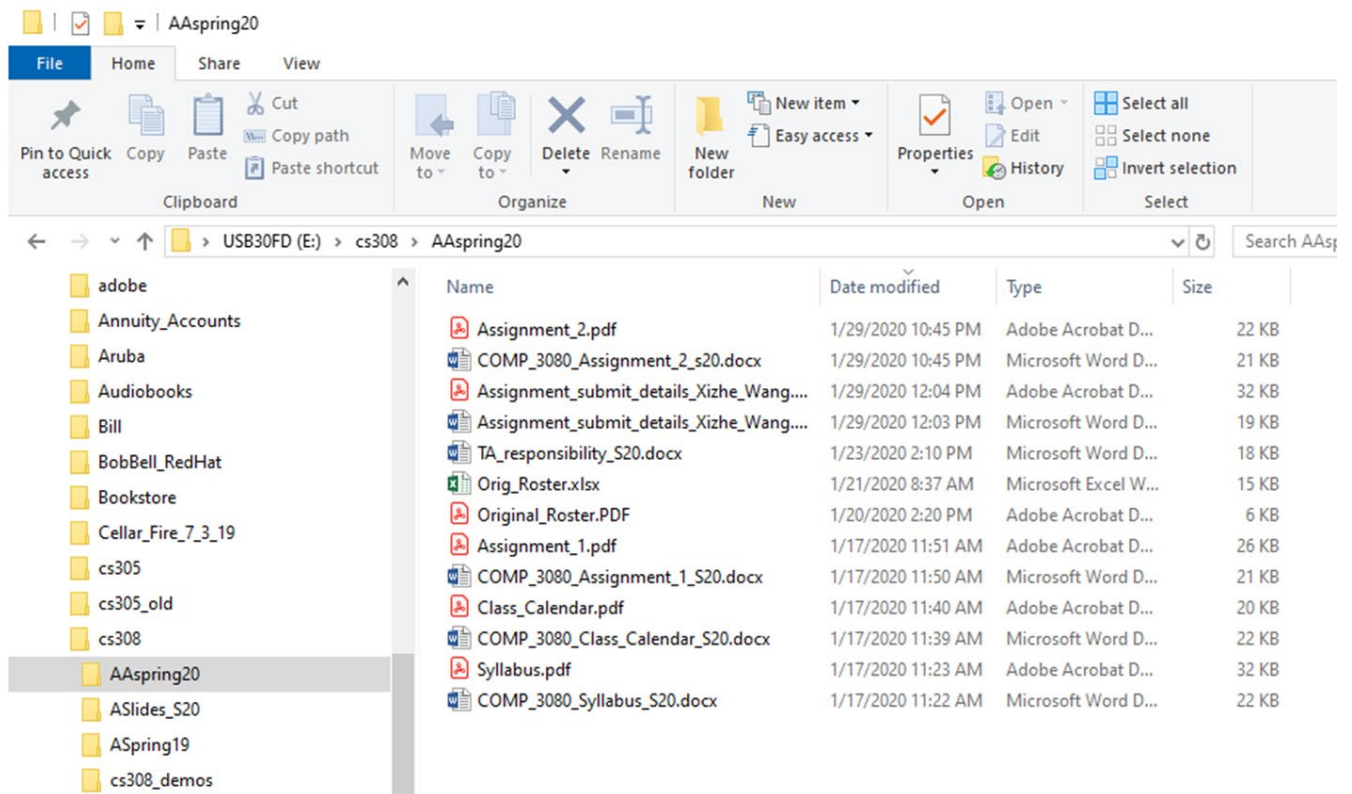 AAspring20
File Home Share View
Pin to Quick access Copy Paste Cut Copy path Paste shortcut Move to Copy to Delete Rename New folder New item Easy access Properties Open Edit History Select all Select none Invert selection
Clipboard Organize New Open Select
USB30FD (E:) > cs308 > AAspring20 Search AAsp
adobe
Annuity_Accounts
Aruba
Audiobooks
Bill
BobBell_RedHat
Bookstore
Cellar_Fire_7_3_19
cs305
cs305_old
cs308
AAspring20
ASlides_S20
ASpring19
cs308_demos
Name Date modified Type Size
Assignment_2.pdf 1/29/2020 10:45 PM Adobe Acrobat D... 22 KB
COMP_3080_Assignment_2_s20.docx 1/29/2020 10:45 PM Microsoft Word D... 21 KB
Assignment_submit_details_Xizhe_Wang.... 1/29/2020 12:04 PM Adobe Acrobat D... 32 KB
Assignment_submit_details_Xizhe_Wang.... 1/29/2020 12:03 PM Microsoft Word D... 19 KB
TA_responsibility_S20.docx 1/23/2020 2:10 PM Microsoft Word D... 18 KB
Orig_Roster.xlsx 1/21/2020 8:37 AM Microsoft Excel W... 15 KB
Original_Roster.PDF 1/20/2020 2:20 PM Adobe Acrobat D... 6 KB
Assignment_1.pdf 1/17/2020 11:51 AM Adobe Acrobat D... 26 KB
COMP_3080_Assignment_1_S20.docx 1/17/2020 11:50 AM Microsoft Word D... 21 KB
Class_Calendar.pdf 1/17/2020 11:40 AM Adobe Acrobat D... 20 KB
COMP_3080_Class_Calendar_S20.docx 1/17/2020 11:39 AM Microsoft Word D... 22 KB
Syllabus.pdf 1/17/2020 11:23 AM Adobe Acrobat D... 32 KB
COMP_3080_Syllabus_S20.docx 1/17/2020 11:22 AM Microsoft Word D... 22 KB